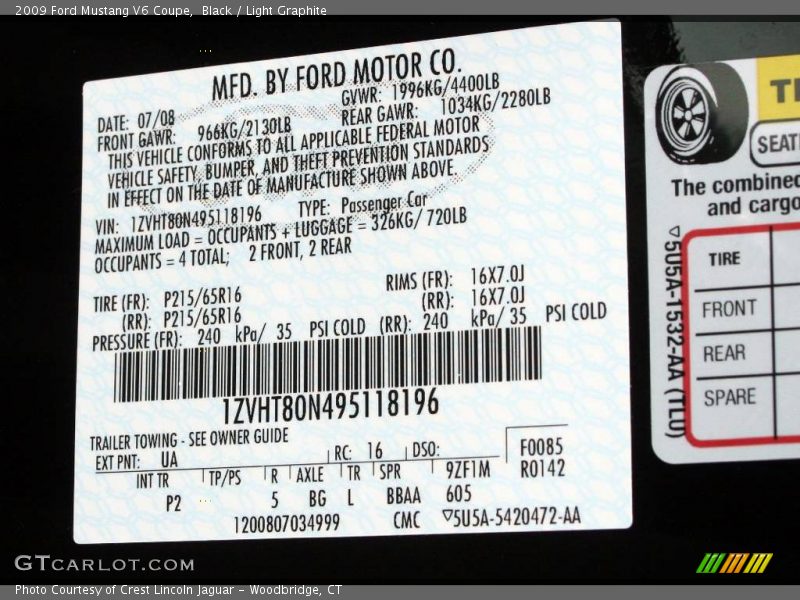 2009 Ford Mustang V6 Coupe, Black / Light Graphite
MFD. BY FORD MOTOR CO.
DATE: 07/08 GVWR: 1996KG/4400LB
FRONT GAWR: 966KG/2130LB REAR GAWR: 1034KG/2280LB
THIS VEHICLE CONFORMS TO ALL APPLICABLE FEDERAL MOTOR
VEHICLE SAFETY, BUMPER, AND THEFT PREVENTION STANDARDS
IN EFFECT ON THE DATE OF MANUFACTURE SHOWN ABOVE.
VIN: 1ZVHT80N495118196 TYPE: Passenger Car
MAXIMUM LOAD = OCCUPANTS + LUGGAGE = 326KG/ 720LB
OCCUPANTS = 4 TOTAL; 2 FRONT, 2 REAR
TIRE (FR): P215/65R16 RIMS (FR): 16X7.0J
(RR): P215/65R16 (RR): 16X7.0J
PRESSURE (FR): 240 kPa/ 35 PSI COLD (RR): 240 kPa/ 35 PSI COLD
1ZVHT80N495118196
TRAILER TOWING - SEE OWNER GUIDE
EXT PNT: UA RC: 16 DSO: F0085
INT TR TP/PS R AXLE TR SPR 9ZF1M R0142
P2 5 BG L BBAA 605
1200807034999 CMC ▽5U5A-5420472-AA
TI
SEATI
The combined
and cargo
TIRE
FRONT
REAR
SPARE
▽5U5A-1532-AA (TLU)
GTCARLOT.COM
Photo Courtesy of Crest Lincoln Jaguar - Woodbridge, CT